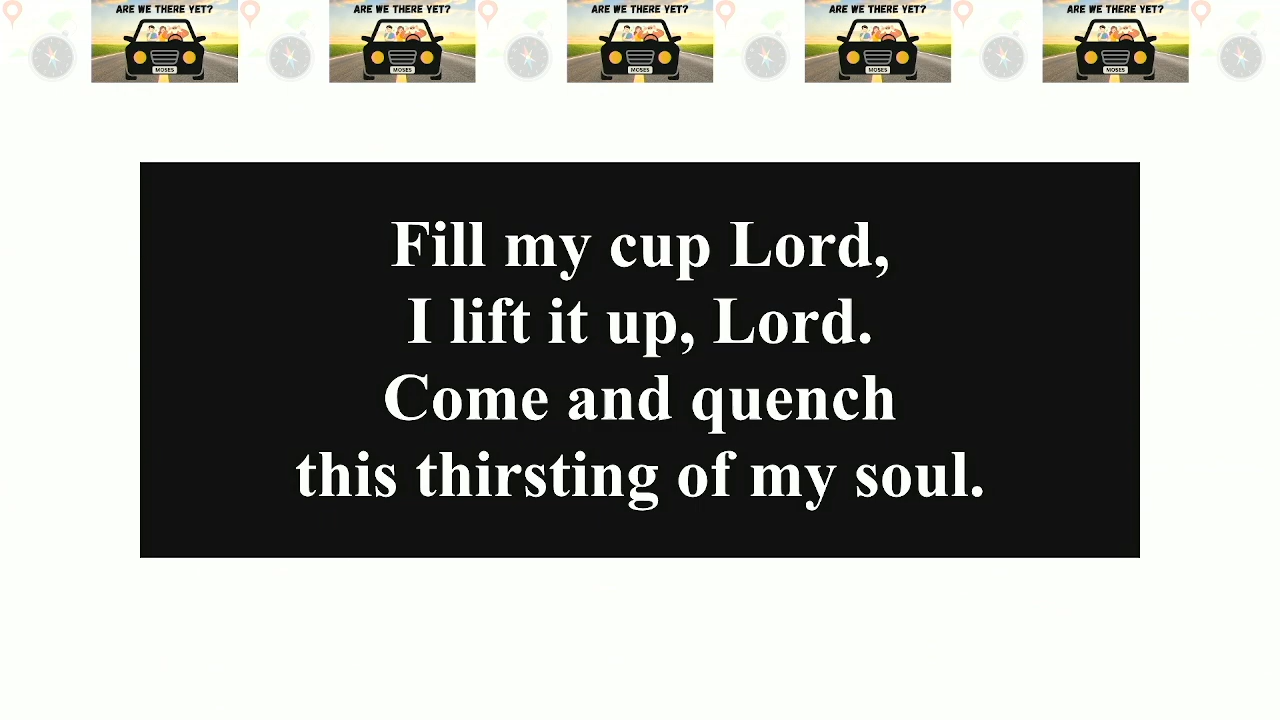 ARE WE THERE YET? ARE WE THERE YET? ARE WE THERE YET? ARE WE THERE YET? ARE WE THERE YET?
MOSES MOSES MOSES MOSES MOSES
Fill my cup Lord,
I lift it up, Lord.
Come and quench
this thirsting of my soul.